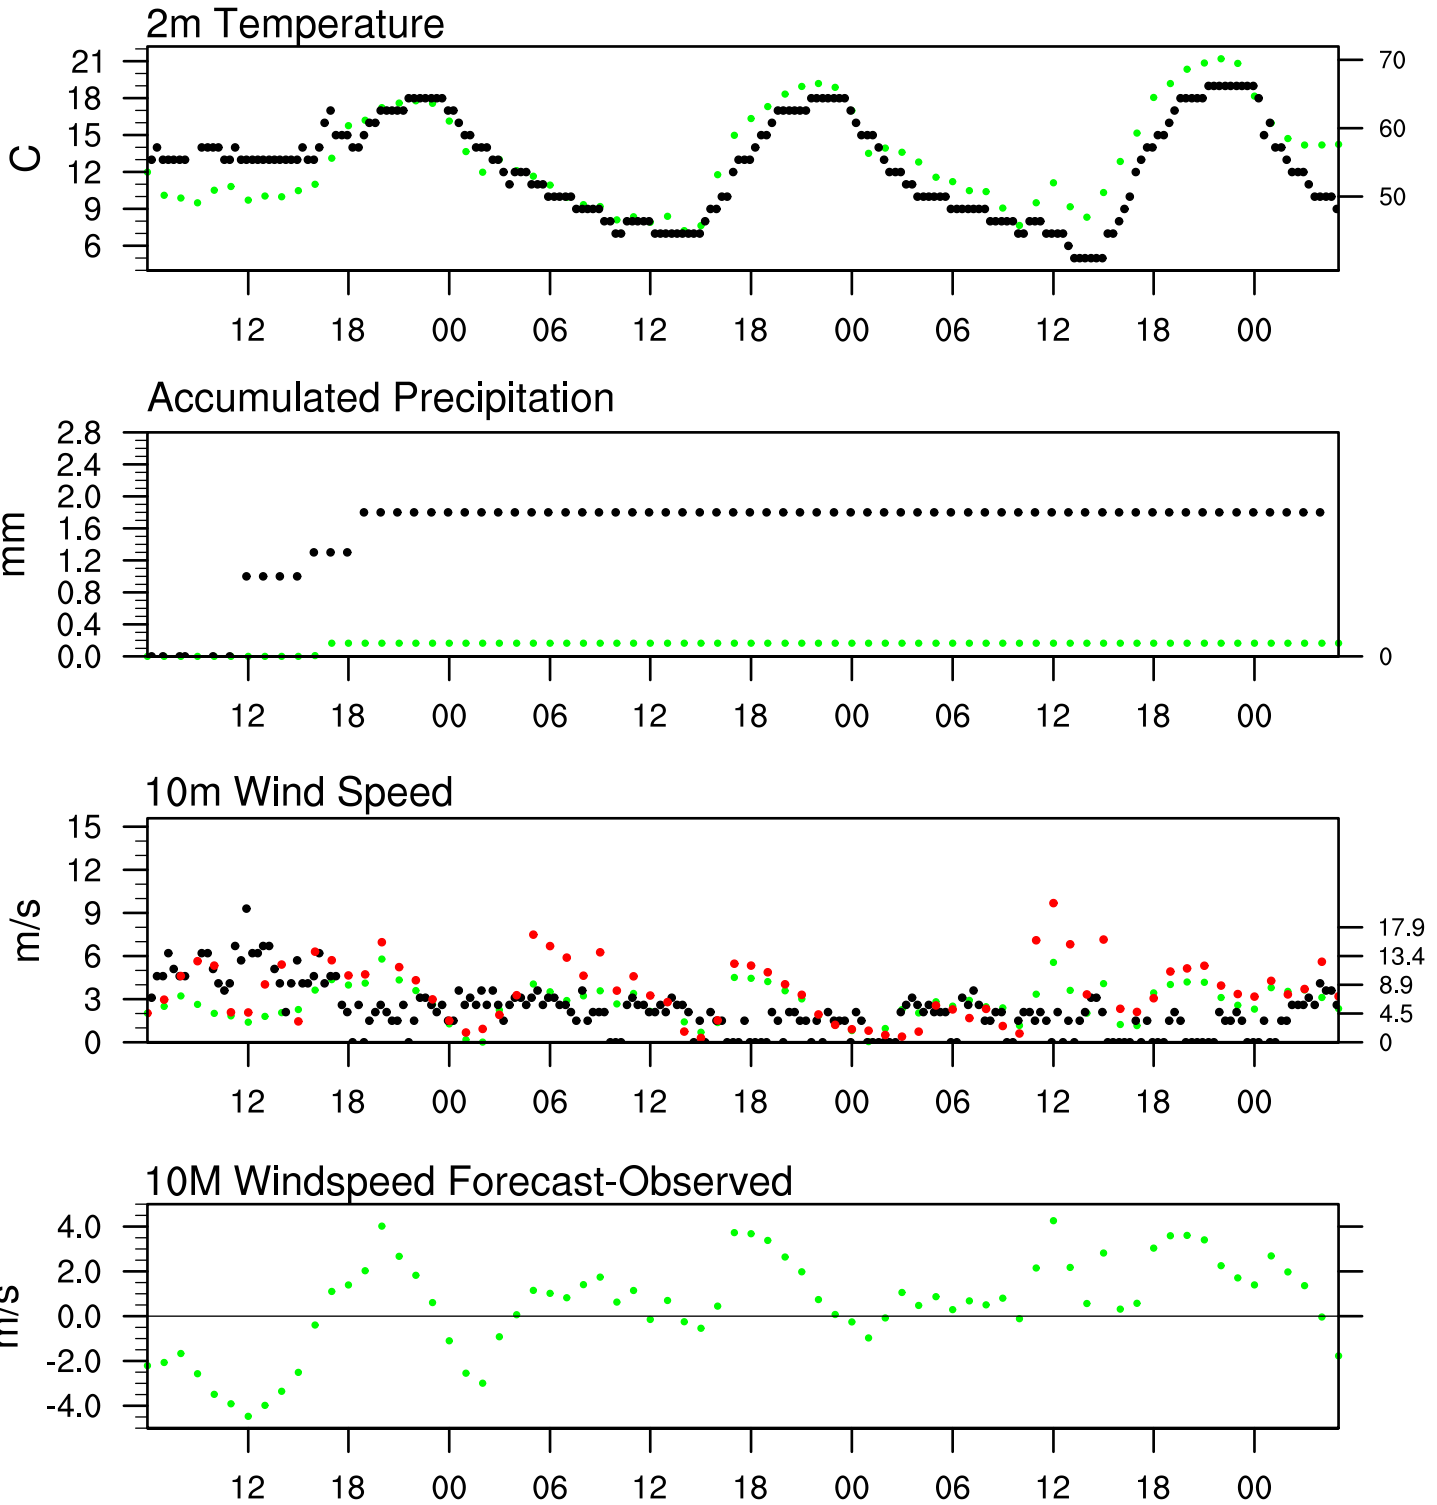 2m Temperature
21
18
15
12
9
6
C
70
60
50
12 18 00 06 12 18 00 06 12 18 00
Accumulated Precipitation
2.8
2.4
2.0
1.6
1.2
0.8
0.4
0.0
mm
0
12 18 00 06 12 18 00 06 12 18 00
10m Wind Speed
15
12
9
6
3
0
m/s
17.9
13.4
8.9
4.5
0
12 18 00 06 12 18 00 06 12 18 00
10M Windspeed Forecast-Observed
4.0
2.0
0.0
-2.0
-4.0
m/s
12 18 00 06 12 18 00 06 12 18 00